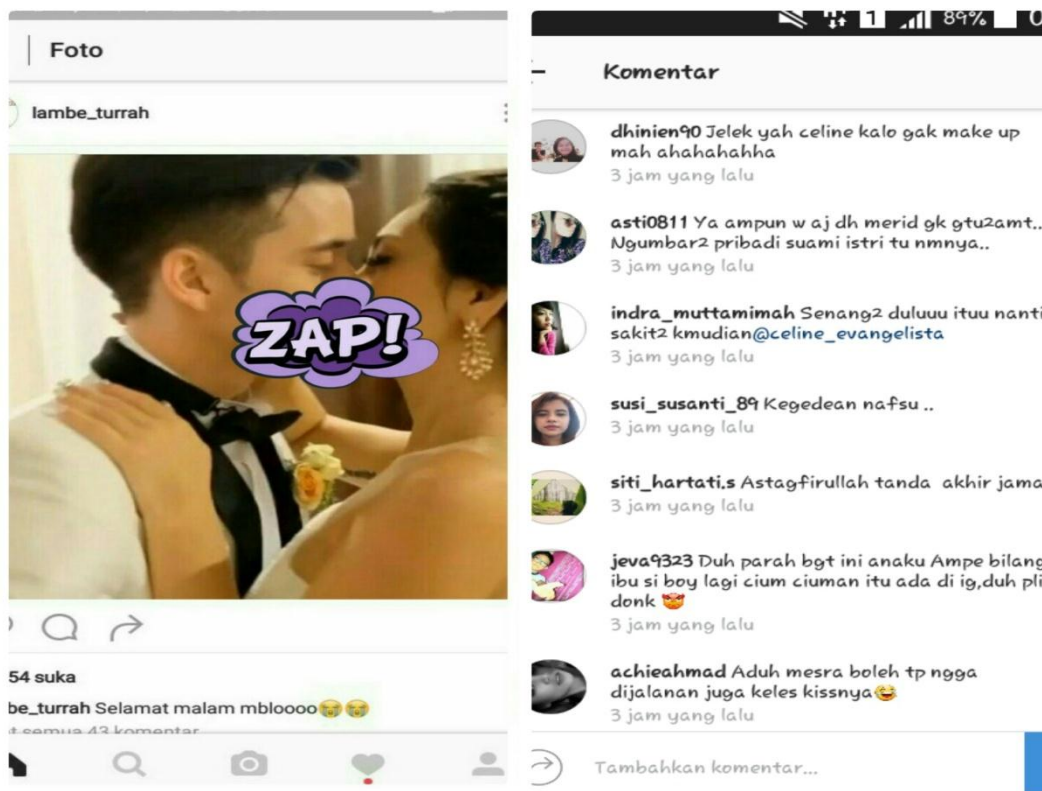 Foto
lambe_turrah
ZAP!
54 suka
be_turrah Selamat malam mbloooo😭😭
semua 43 komentar
1 89%
Komentar
dhinien90 Jelek yah celine kalo gak make up
mah ahahahahha
3 jam yang lalu
asti0811 Ya ampun w aj dh merid gk gtu2amt..
Ngumbar2 pribadi suami istri tu nmnya..
3 jam yang lalu
indra_muttamimah Senang2 duluuu ituu nanti
sakit2 kmudian@celine_evangelista
3 jam yang lalu
susi_susanti_89 Kegedean nafsu ..
3 jam yang lalu
siti_hartati.s Astagfirullah tanda akhir jama
3 jam yang lalu
jeva9323 Duh parah bgt ini anaku Ampe bilang
ibu si boy lagi cium ciuman itu ada di ig,duh pli
donk 😈
3 jam yang lalu
achieahmad Aduh mesra boleh tp ngga
dijalanan juga keles kissnya😂
3 jam yang lalu
Tambahkan komentar...